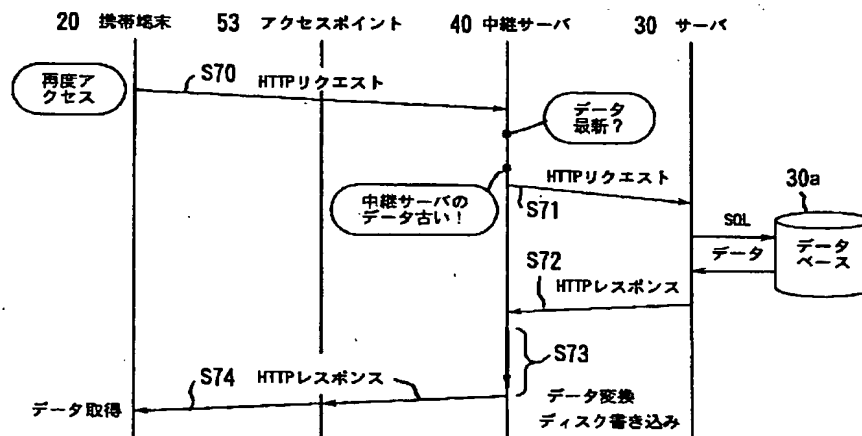 20 携帯端末
53 アクセスポイント
40 中継サーバ
30 サーバ
再度ア
クセス
S70
HTTPリクエスト
データ
最新？
中継サーバの
データ古い！
HTTPリクエスト
S71
30a
SQL
データ
データ
ベース
S72
HTTPレスポンス
S73
S74
HTTPレスポンス
データ取得
データ変換
ディスク書き込み